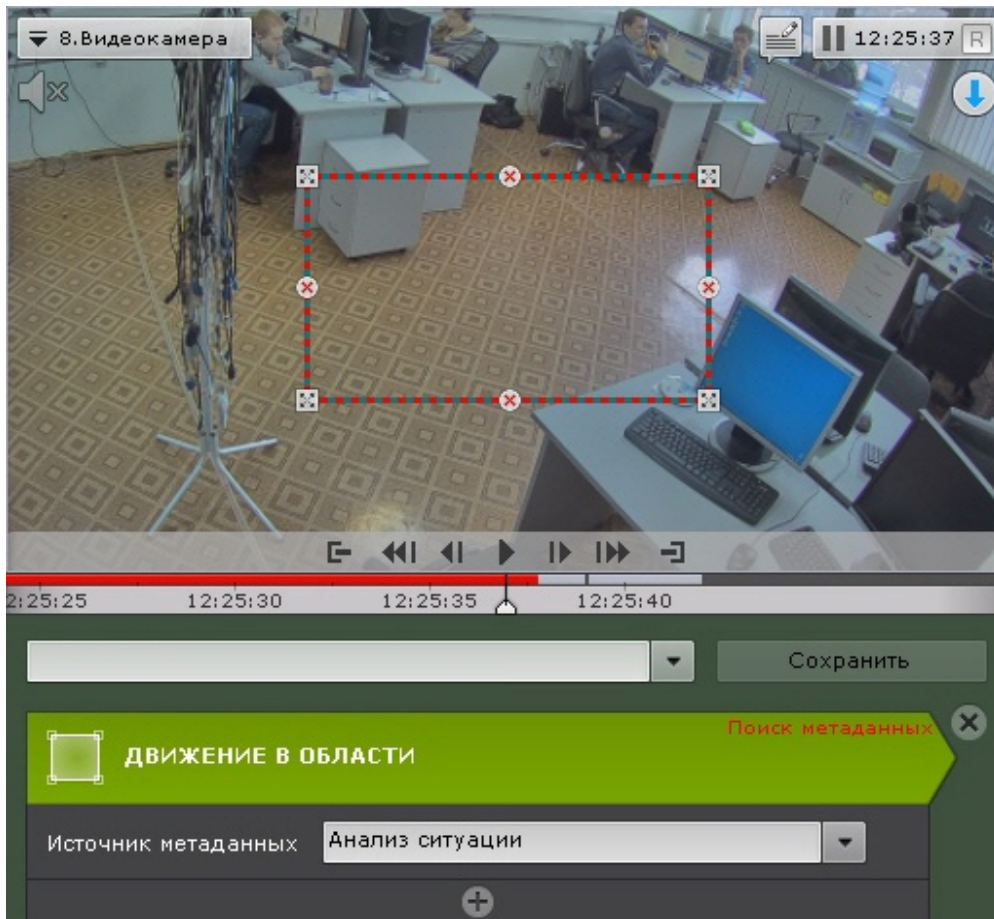 8.Видеокамера
12:25:37 R
2:25:25 12:25:30 12:25:35 12:25:40
Сохранить
Поиск метаданных
ДВИЖЕНИЕ В ОБЛАСТИ
Источник метаданных Анализ ситуации